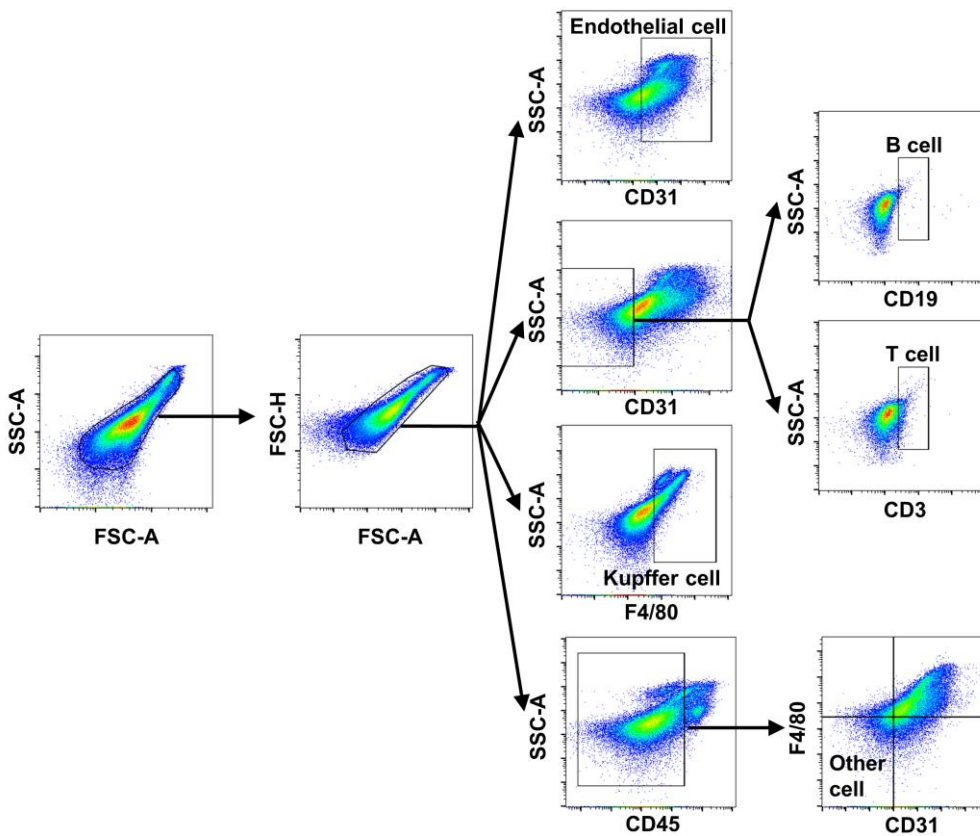 Endothelial cell
SSC-A
CD31
B cell
SSC-A
CD19
SSC-A
CD31
T cell
SSC-A
CD3
SSC-A
FSC-A
FSC-H
FSC-A
SSC-A
Kupffer cell
F4/80
SSC-A
CD45
F4/80
Other
cell
CD31